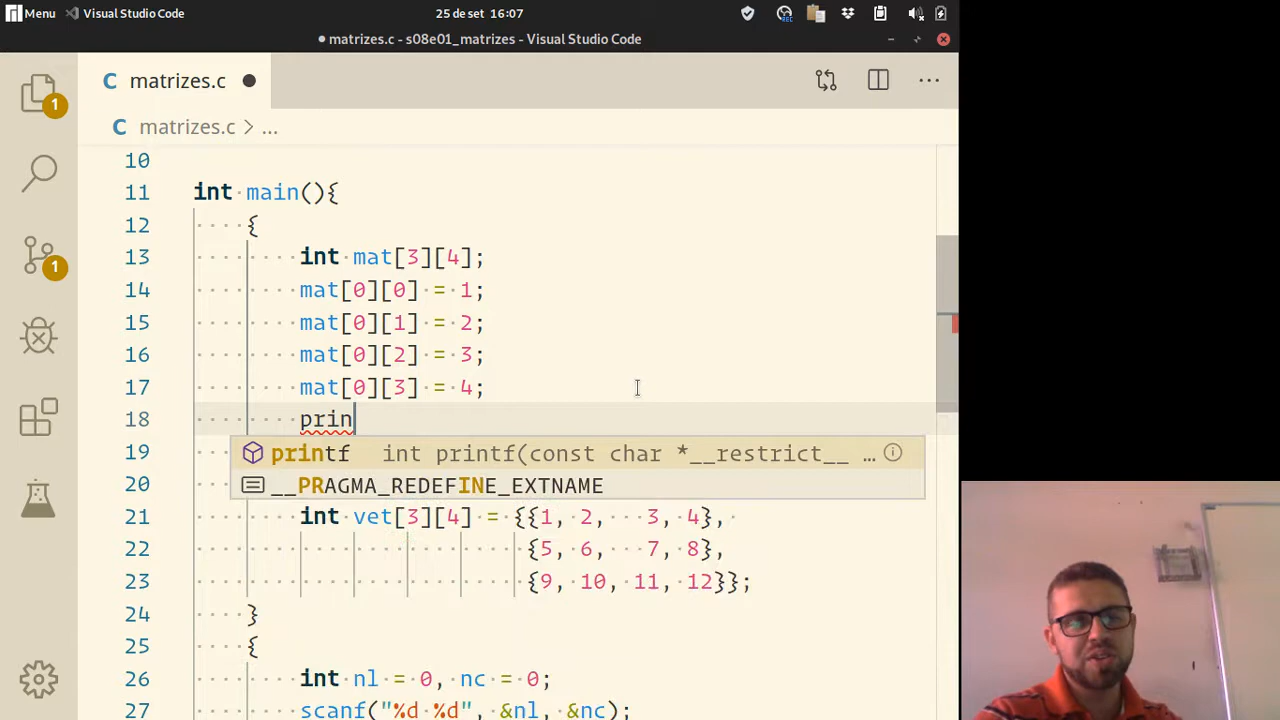 Menu Visual Studio Code 25 de set 16:07
REC
● matrizes.c - s08e01_matrizes - Visual Studio Code
C matrizes.c ●
C matrizes.c > ...
1
1
10
11 int main(){
12 {
13 int mat[3][4];
14 mat[0][0] = 1;
15 mat[0][1] = 2;
16 mat[0][2] = 3;
17 mat[0][3] = 4;
18 prin
19 printf int printf(const char *__restrict__ …
20 __PRAGMA_REDEFINE_EXTNAME
21 int vet[3][4] = {{1, 2, 3, 4},
22 {5, 6, 7, 8},
23 {9, 10, 11, 12}};
24 }
25 {
26 int nl = 0, nc = 0;
27 scanf("%d %d", &nl, &nc);